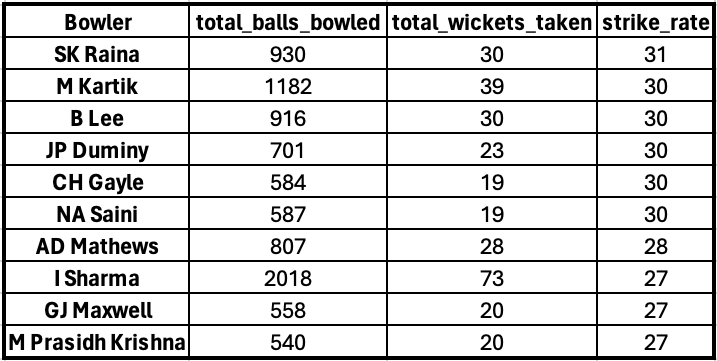 Bowler total_balls_bowled total_wickets_taken strike_rate
SK Raina 930 30 31
M Kartik 1182 39 30
B Lee 916 30 30
JP Duminy 701 23 30
CH Gayle 584 19 30
NA Saini 587 19 30
AD Mathews 807 28 28
I Sharma 2018 73 27
GJ Maxwell 558 20 27
M Prasidh Krishna 540 20 27